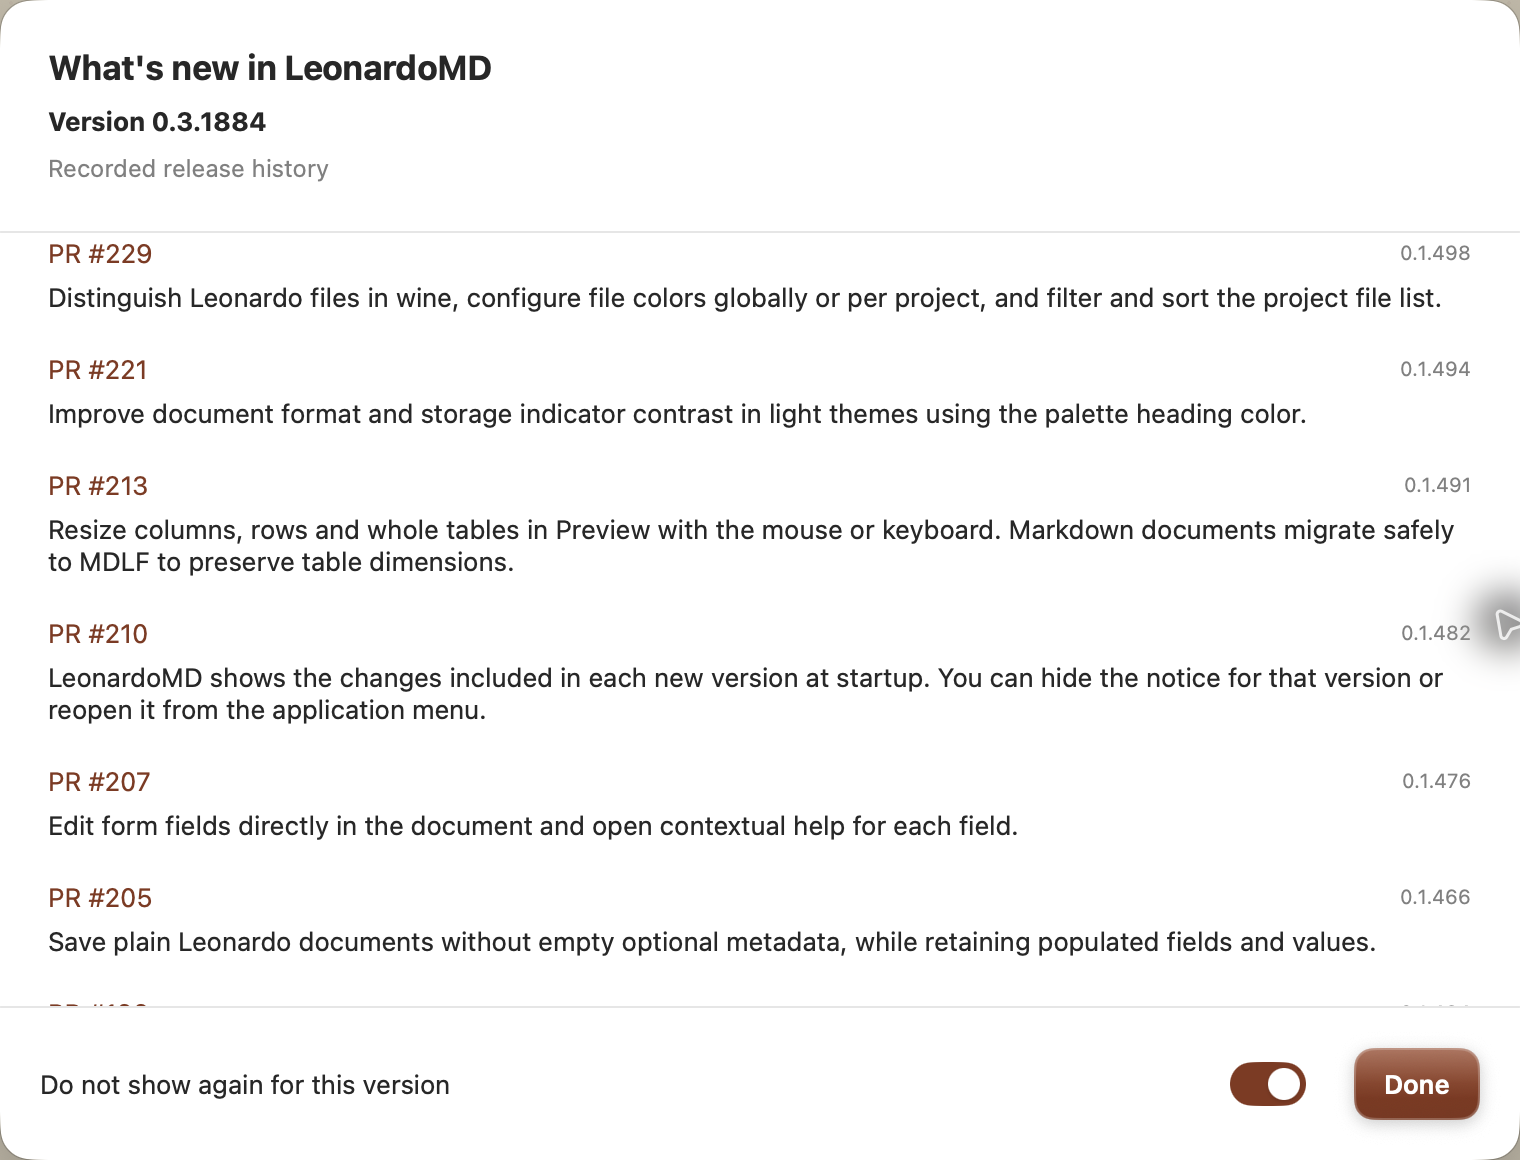 What's new in LeonardoMD
Version 0.3.1884
Recorded release history
PR #229 0.1.498
Distinguish Leonardo files in wine, configure file colors globally or per project, and filter and sort the project file list.
PR #221 0.1.494
Improve document format and storage indicator contrast in light themes using the palette heading color.
PR #213 0.1.491
Resize columns, rows and whole tables in Preview with the mouse or keyboard. Markdown documents migrate safely
to MDLF to preserve table dimensions.
PR #210 0.1.482
LeonardoMD shows the changes included in each new version at startup. You can hide the notice for that version or
reopen it from the application menu.
PR #207 0.1.476
Edit form fields directly in the document and open contextual help for each field.
PR #205 0.1.466
Save plain Leonardo documents without empty optional metadata, while retaining populated fields and values.
Do not show again for this version
Done